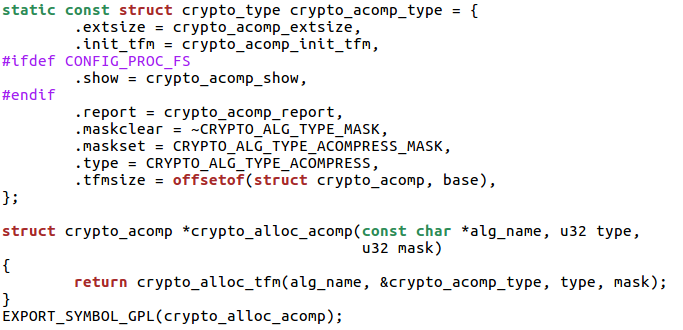 static const struct crypto_type crypto_acomp_type = {
        .extsize = crypto_acomp_extsize,
        .init_tfm = crypto_acomp_init_tfm,
#ifdef CONFIG_PROC_FS
        .show = crypto_acomp_show,
#endif
        .report = crypto_acomp_report,
        .maskclear = ~CRYPTO_ALG_TYPE_MASK,
        .maskset = CRYPTO_ALG_TYPE_ACOMPRESS_MASK,
        .type = CRYPTO_ALG_TYPE_ACOMPRESS,
        .tfmsize = offsetof(struct crypto_acomp, base),
};

struct crypto_acomp *crypto_alloc_acomp(const char *alg_name, u32 type,
                                        u32 mask)
{
        return crypto_alloc_tfm(alg_name, &crypto_acomp_type, type, mask);
}
EXPORT_SYMBOL_GPL(crypto_alloc_acomp);